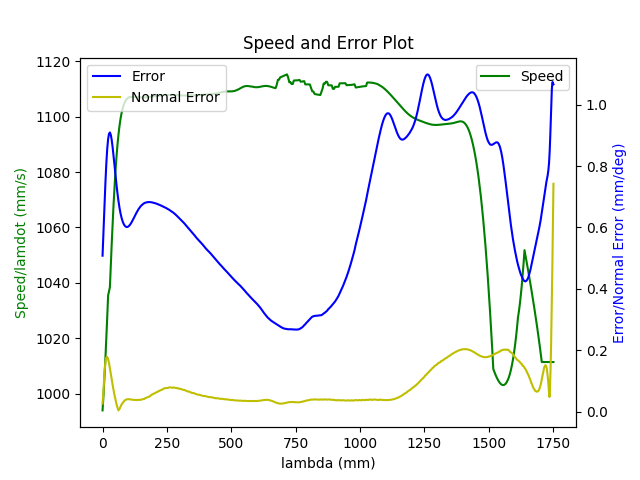 Speed and Error Plot
Error
Normal Error
Speed
Speed/lamdot (mm/s)
1120
1100
1080
1060
1040
1020
1000
Error/Normal Error (mm/deg)
1.0
0.8
0.6
0.4
0.2
0.0
0 250 500 750 1000 1250 1500 1750
lambda (mm)